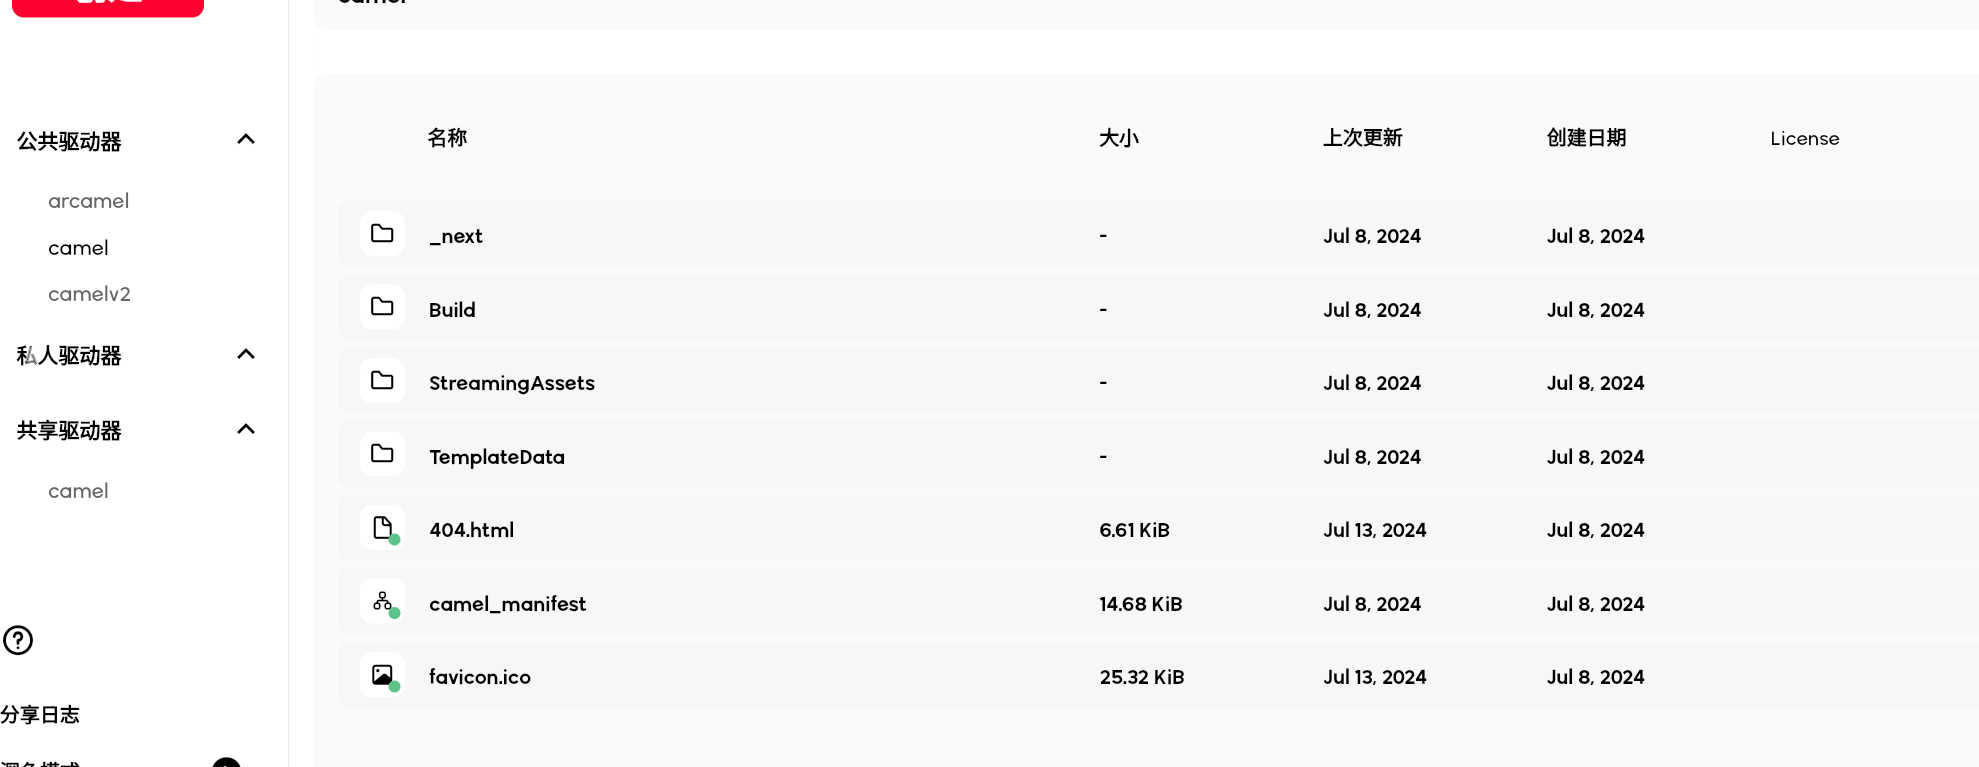 公共驱动器
arcamel
camel
camelv2
私人驱动器
共享驱动器
camel
分享日志
名称 大小 上次更新 创建日期 License
_next - Jul 8, 2024 Jul 8, 2024
Build - Jul 8, 2024 Jul 8, 2024
StreamingAssets - Jul 8, 2024 Jul 8, 2024
TemplateData - Jul 8, 2024 Jul 8, 2024
404.html 6.61 KiB Jul 13, 2024 Jul 8, 2024
camel_manifest 14.68 KiB Jul 8, 2024 Jul 8, 2024
favicon.ico 25.32 KiB Jul 13, 2024 Jul 8, 2024